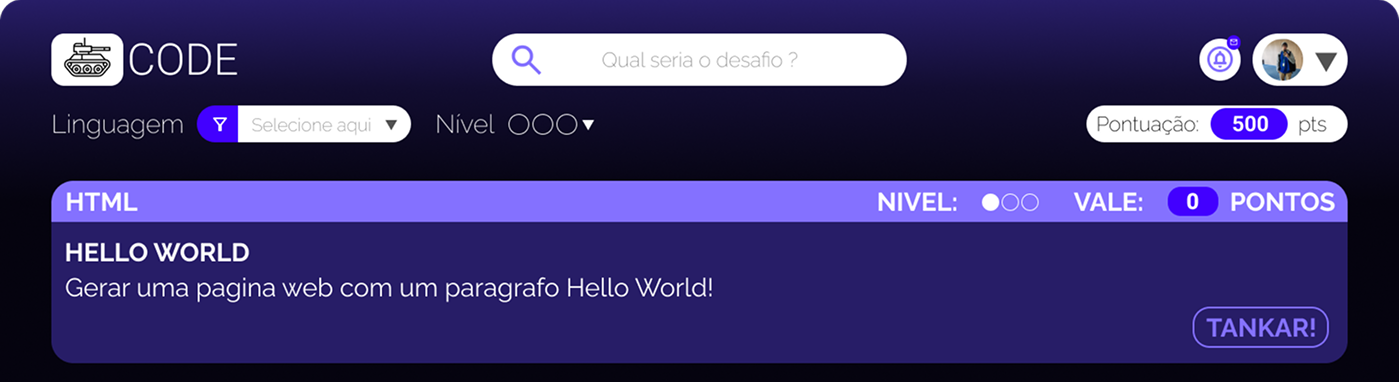 CODE
Qual seria o desafio ?
Linguagem Selecione aqui Nível
Pontuação: 500 pts
HTML NIVEL: VALE: 0 PONTOS
HELLO WORLD
Gerar uma pagina web com um paragrafo Hello World!
TANKAR!